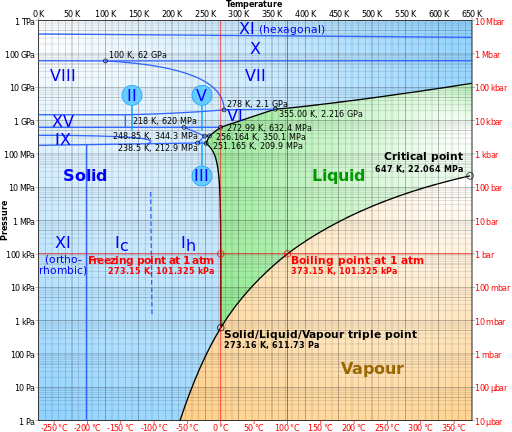 Temperature
0 K 50 K 100 K 150 K 200 K 250 K 300 K 350 K 400 K 450 K 500 K 550 K 600 K 650 K
1 TPa 10 Mbar
XI (hexagonal)
X
100 GPa 1 Mbar
100 K, 62 GPa
VIII VII
10 GPa 100 kbar
II V
278 K, 2.1 GPa
355.00 K, 2.216 GPa
VI
1 GPa 10 kbar
XV 218 K, 620 MPa
272.99 K, 632.4 MPa
IX 248.85 K, 344.3 MPa 256.164 K, 350.1 MPa
238.5 K, 212.9 MPa 251.165 K, 209.9 MPa
100 MPa 1 kbar
Critical point
647 K, 22.064 MPa
Solid III Liquid
10 MPa 100 bar
Pressure
1 MPa 10 bar
XI Ic Ih
(ortho-
rhombic)
100 kPa 1 bar
Freezing point at 1 atm
273.15 K, 101.325 kPa
Boiling point at 1 atm
373.15 K, 101.325 kPa
10 kPa 100 mbar
1 kPa 10 mbar
Solid/Liquid/Vapour triple point
273.16 K, 611.73 Pa
100 Pa 1 mbar
Vapour
10 Pa 100 µbar
1 Pa 10 µbar
-250 °C -200 °C -150 °C -100 °C -50 °C 0 °C 50 °C 100 °C 150 °C 200 °C 250 °C 300 °C 350 °C